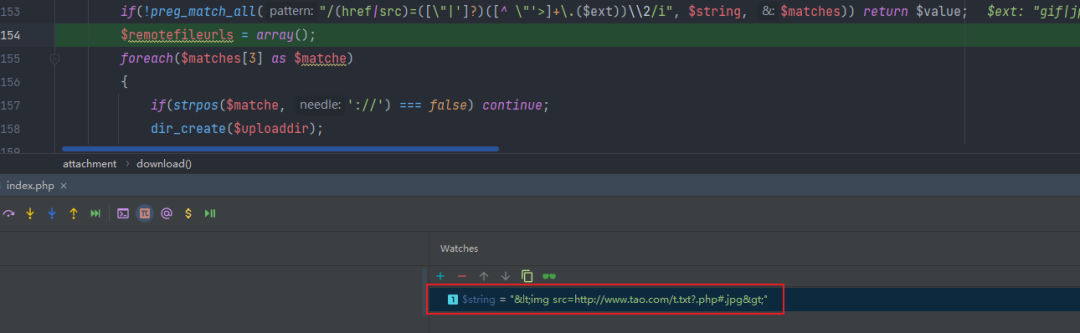 153 if(!preg_match_all( pattern: "/(href|src)=([\"|']?)([^ \"'>]+\.($ext))\\2/i", $string, &: $matches)) return $value; $ext: "gif|j
154 $remotefileurls = array();
155 foreach($matches[3] as $matche)
156 {
157 if(strpos($matche, needle: '://') === false) continue;
158 dir_create($uploaddir);
159
attachment › download()
index.php ×
Watches
1 $string = "&lt;img src=http://www.tao.com/t.txt?.php#.jpg&gt;"